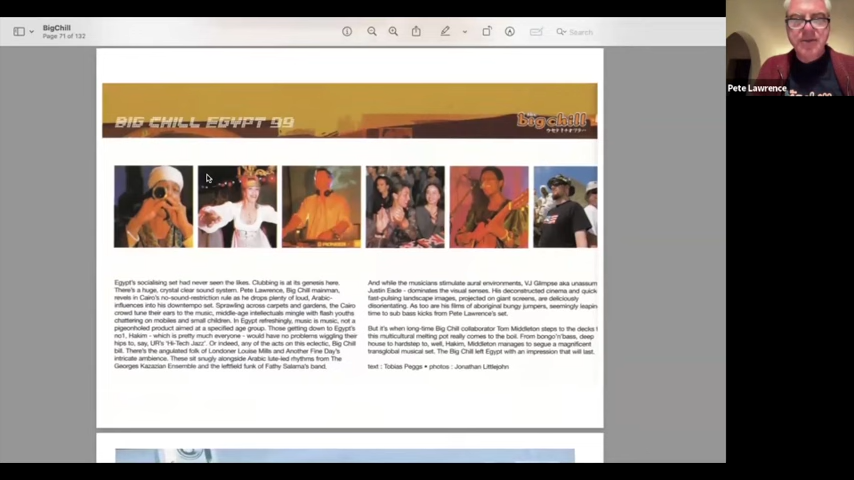 BigChill
Page 71 of 132
Search
Pete Lawrence
BIG CHILL EGYPT 99
bigchill
Egypt's socialising set had never seen the likes. Clubbing is at its genesis here.
There's a huge, crystal clear sound system. Pete Lawrence, Big Chill mainman,
revels in Cairo's no-sound-restriction rule as he drops plenty of loud, Arabic-
influences into his downtempo set. Sprawling across carpets and gardens, the Cairo
crowd tune their ears to the music, middle-age intellectuals mingle with flash youths
chattering on mobiles and small children. In Egypt refreshingly, music is music, not a
pigeonholed product aimed at a specified age group. Those getting down to Egypt's
no1, Hakim - which is pretty much everyone - would have no problems wiggling their
hips to, say, UFR's 'Hi-Tech Jazz'. Or indeed, any of the acts on this eclectic, Big Chill
bill. There's the angulated folk of Londoner Louise Mills and Another Fine Day's
intricate ambience. These sit snugly alongside Arabic lute-led rhythms from The
Georges Kazazian Ensemble and the leftfield funk of Fathy Salama's band.
And while the musicians stimulate aural environments, VJ Glimpse aka unassum
Justin Eade - dominates the visual senses. His deconstructed cinema and quick
fast-pulsing landscape images, projected on giant screens, are deliciously
disorientating. As too are his films of aboriginal bungy jumpers, seemingly leapin
time to sub bass kicks from Pete Lawrence's set.
But it's when long-time Big Chill collaborator Tom Middleton steps to the decks
this multicultural melting pot really comes to the boil. From bongo'n'bass, deep
house to hardstep to, well, Hakim, Middleton manages to segue a magnificent
transglobal musical set. The Big Chill left Egypt with an impression that will last.
text : Tobias Peggs • photos : Jonathan Littlejohn